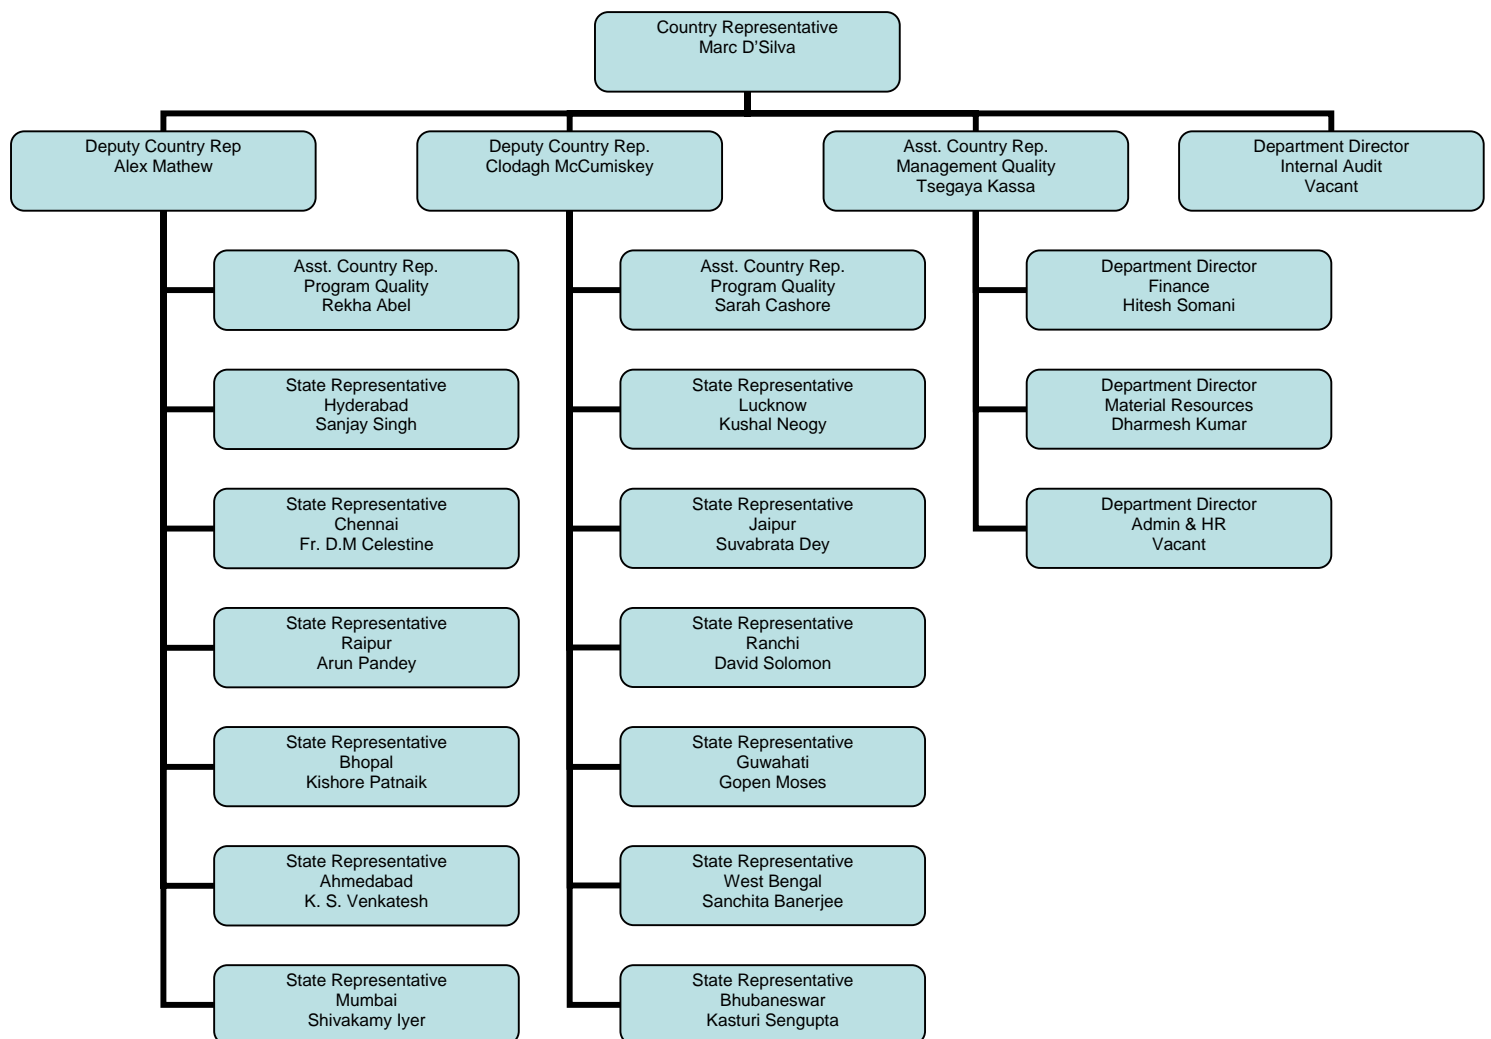 Country Representative
Marc D'Silva
Deputy Country Rep
Alex Mathew
Deputy Country Rep.
Clodagh McCumiskey
Asst. Country Rep.
Management Quality
Tsegaya Kassa
Department Director
Internal Audit
Vacant
Asst. Country Rep.
Program Quality
Rekha Abel
State Representative
Hyderabad
Sanjay Singh
State Representative
Chennai
Fr. D.M Celestine
State Representative
Raipur
Arun Pandey
State Representative
Bhopal
Kishore Patnaik
State Representative
Ahmedabad
K. S. Venkatesh
State Representative
Mumbai
Shivakamy Iyer
Asst. Country Rep.
Program Quality
Sarah Cashore
State Representative
Lucknow
Kushal Neogy
State Representative
Jaipur
Suvabrata Dey
State Representative
Ranchi
David Solomon
State Representative
Guwahati
Gopen Moses
State Representative
West Bengal
Sanchita Banerjee
State Representative
Bhubaneswar
Kasturi Sengupta
Department Director
Finance
Hitesh Somani
Department Director
Material Resources
Dharmesh Kumar
Department Director
Admin & HR
Vacant